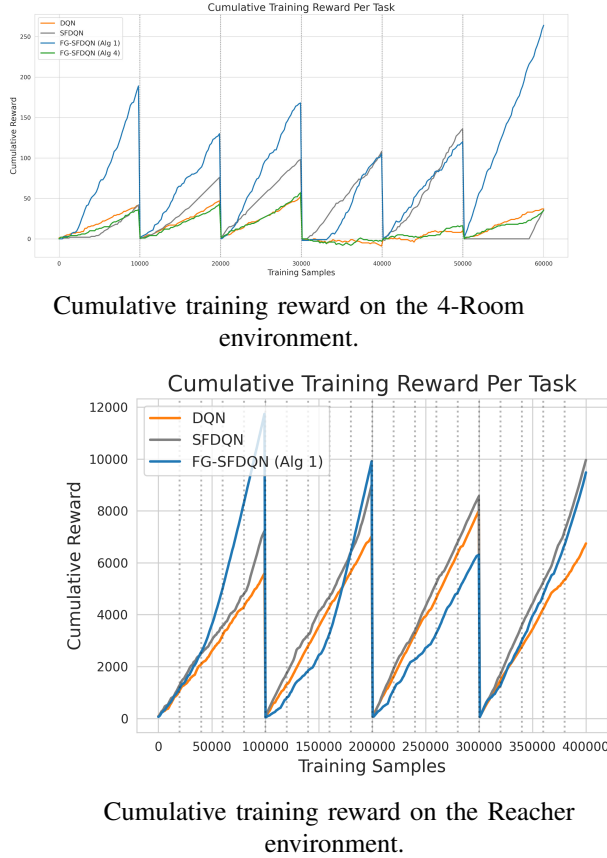 Cumulative Training Reward Per Task
DQN
SFDQN
FG-SFDQN (Alg 1)
FG-SFDQN (Alg 4)
250
200
150
100
50
0
Cumulative Reward
0 10000 20000 30000 40000 50000 60000
Training Samples
Cumulative training reward on the 4-Room
environment.
Cumulative Training Reward Per Task
DQN
SFDQN
FG-SFDQN (Alg 1)
12000
10000
8000
6000
4000
2000
0
Cumulative Reward
0 50000 100000 150000 200000 250000 300000 350000 400000
Training Samples
Cumulative training reward on the Reacher
environment.